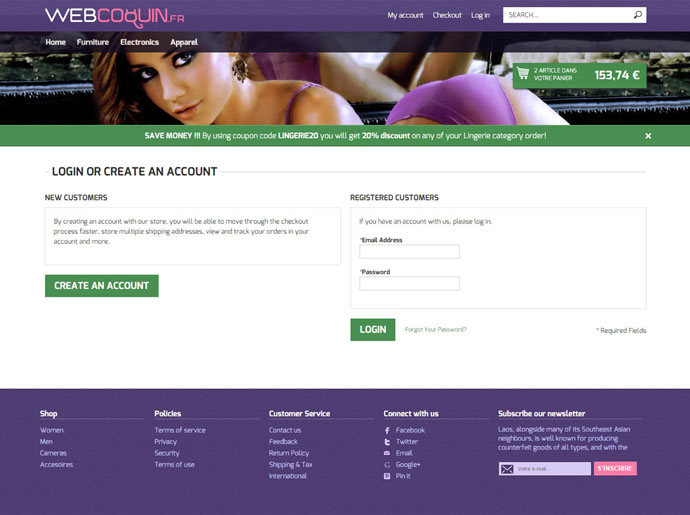 WEBCOQUIN.FR
My account Checkout Log in
SEARCH...
Home Furniture Electronics Apparel
2 ARTICLE DANS
VOTRE PANIER
153,74 €
SAVE MONEY !!! By using coupon code LINGERIE20 you will get 20% discount on any of your Lingerie category order!
LOGIN OR CREATE AN ACCOUNT
NEW CUSTOMERS
By creating an account with our store, you will be able to move through the checkout
process faster, store multiple shipping addresses, view and track your orders in your
account and more.
CREATE AN ACCOUNT
REGISTERED CUSTOMERS
If you have an account with us, please log in.
*Email Address
*Password
LOGIN
Forgot Your Password?
* Required Fields
Shop
Women
Men
Cameras
Accesoires
Policies
Terms of service
Privacy
Security
Terms of use
Customer Service
Contact us
Feedback
Return Policy
Shipping & Tax
International
Connect with us
Facebook
Twitter
Email
Google+
Pin It
Subscribe our newsletter
Laos, alongside many of its Southeast Asian
neighbours, is well known for producing
counterfeit goods of all types, and with the
Votre e-mail..
S'INSCRIRE